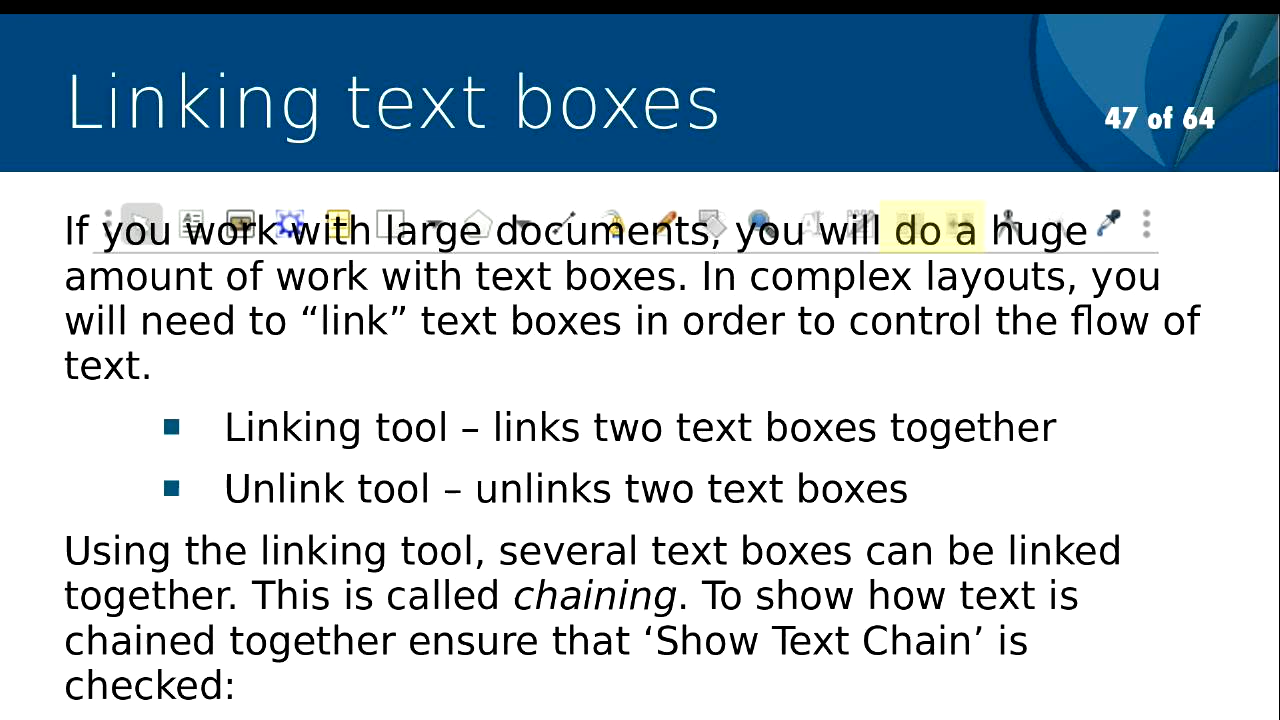 Linking text boxes
47 of 64
If you work with large documents, you will do a huge
amount of work with text boxes. In complex layouts, you
will need to “link” text boxes in order to control the flow of
text.
Linking tool – links two text boxes together
Unlink tool – unlinks two text boxes
Using the linking tool, several text boxes can be linked
together. This is called chaining. To show how text is
chained together ensure that ‘Show Text Chain’ is
checked: